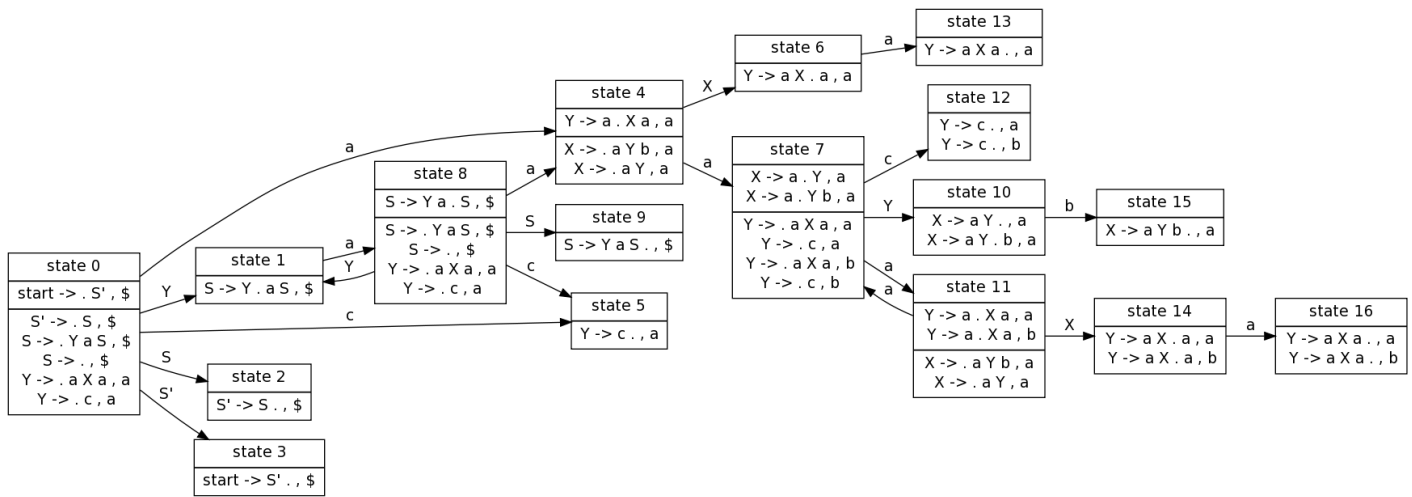 state 0
start -> . S' , $
S' -> . S , $
S -> . Y a S , $
S -> . , $
Y -> . a X a , a
Y -> . c , a
a
Y
c
S
S'
state 1
S -> Y . a S , $
a
Y
state 2
S' -> S . , $
state 3
start -> S' . , $
state 8
S -> Y a . S , $
S -> . Y a S , $
S -> . , $
Y -> . a X a , a
Y -> . c , a
a
S
c
state 4
Y -> a . X a , a
X -> . a Y b , a
X -> . a Y , a
X
a
state 9
S -> Y a S . , $
state 5
Y -> c . , a
state 6
Y -> a X . a , a
a
state 13
Y -> a X a . , a
state 7
X -> a . Y , a
X -> a . Y b , a
Y -> . a X a , a
Y -> . c , a
Y -> . a X a , b
Y -> . c , b
c
Y
a
a
state 12
Y -> c . , a
Y -> c . , b
state 10
X -> a Y . , a
X -> a Y . b , a
b
state 15
X -> a Y b . , a
state 11
Y -> a . X a , a
Y -> a . X a , b
X -> . a Y b , a
X -> . a Y , a
X
state 14
Y -> a X . a , a
Y -> a X . a , b
a
state 16
Y -> a X a . , a
Y -> a X a . , b